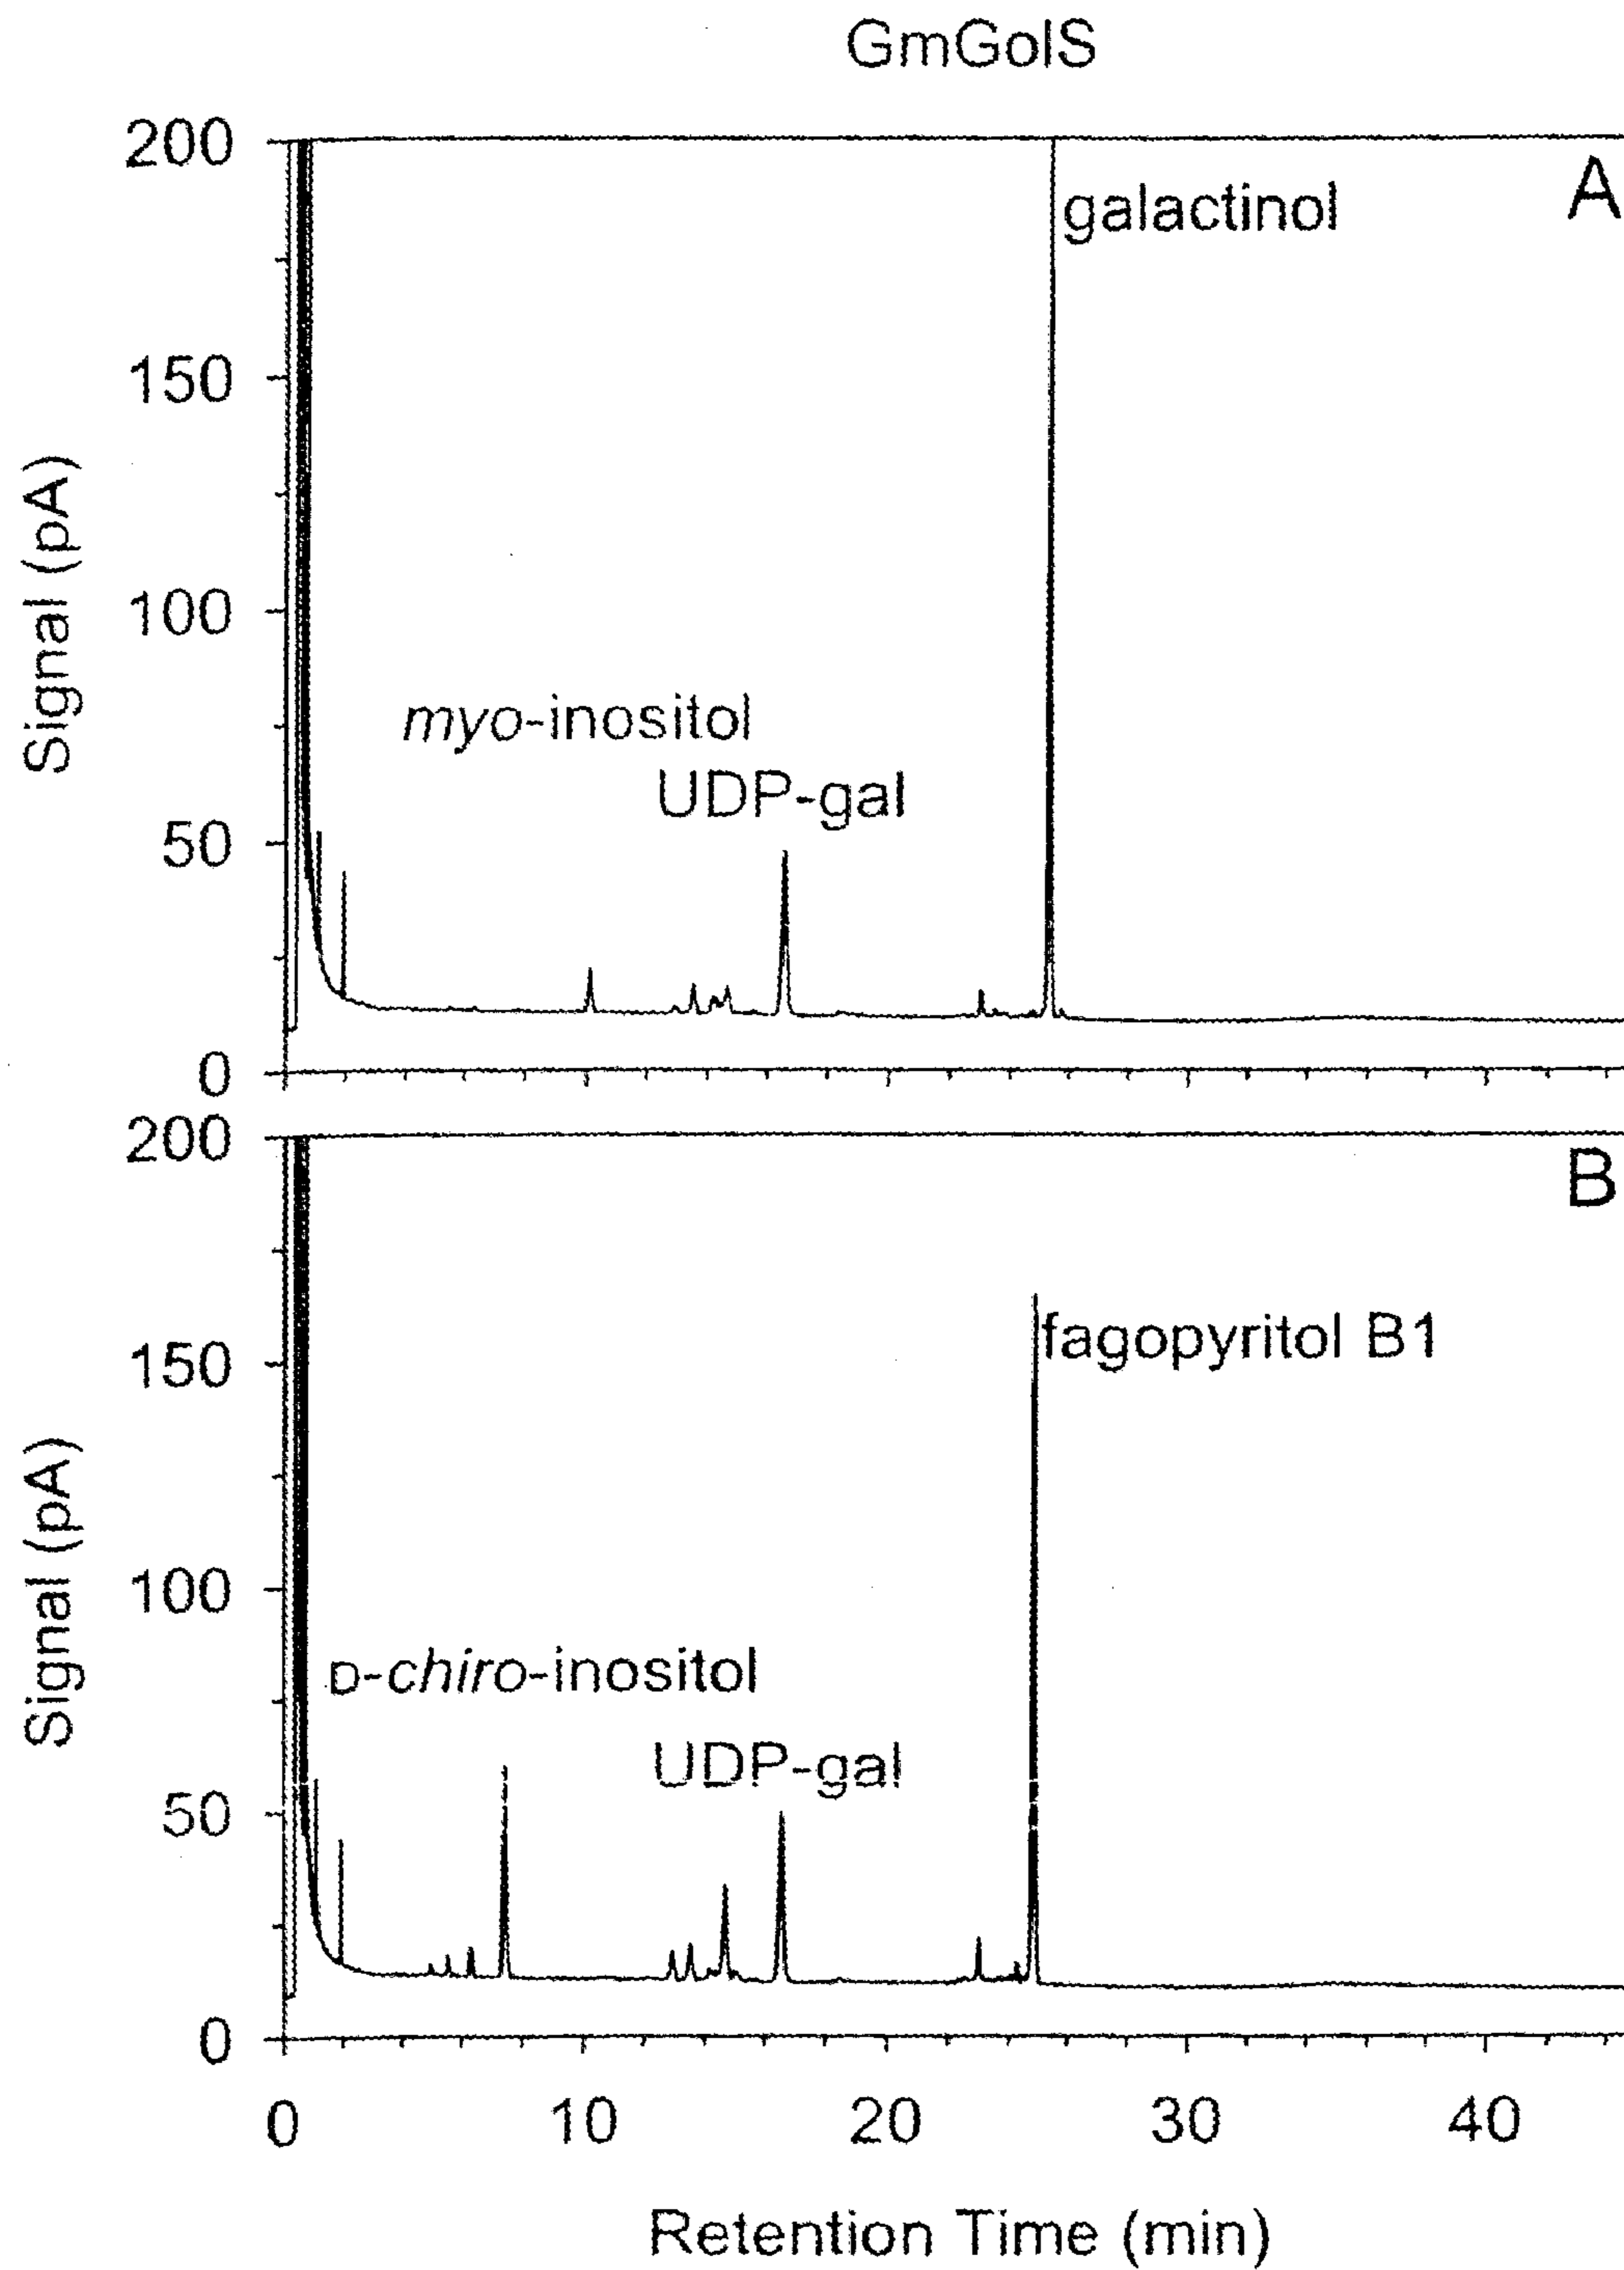 GmGolS
200
A
galactinol
150
Signal (pA)
100
myo-inositol
UDP-gal
50
0
200
B
fagopyritol B1
150
Signal (pA)
100
D-chiro-inositol
UDP-gal
50
0
0 10 20 30 40
Retention Time (min)